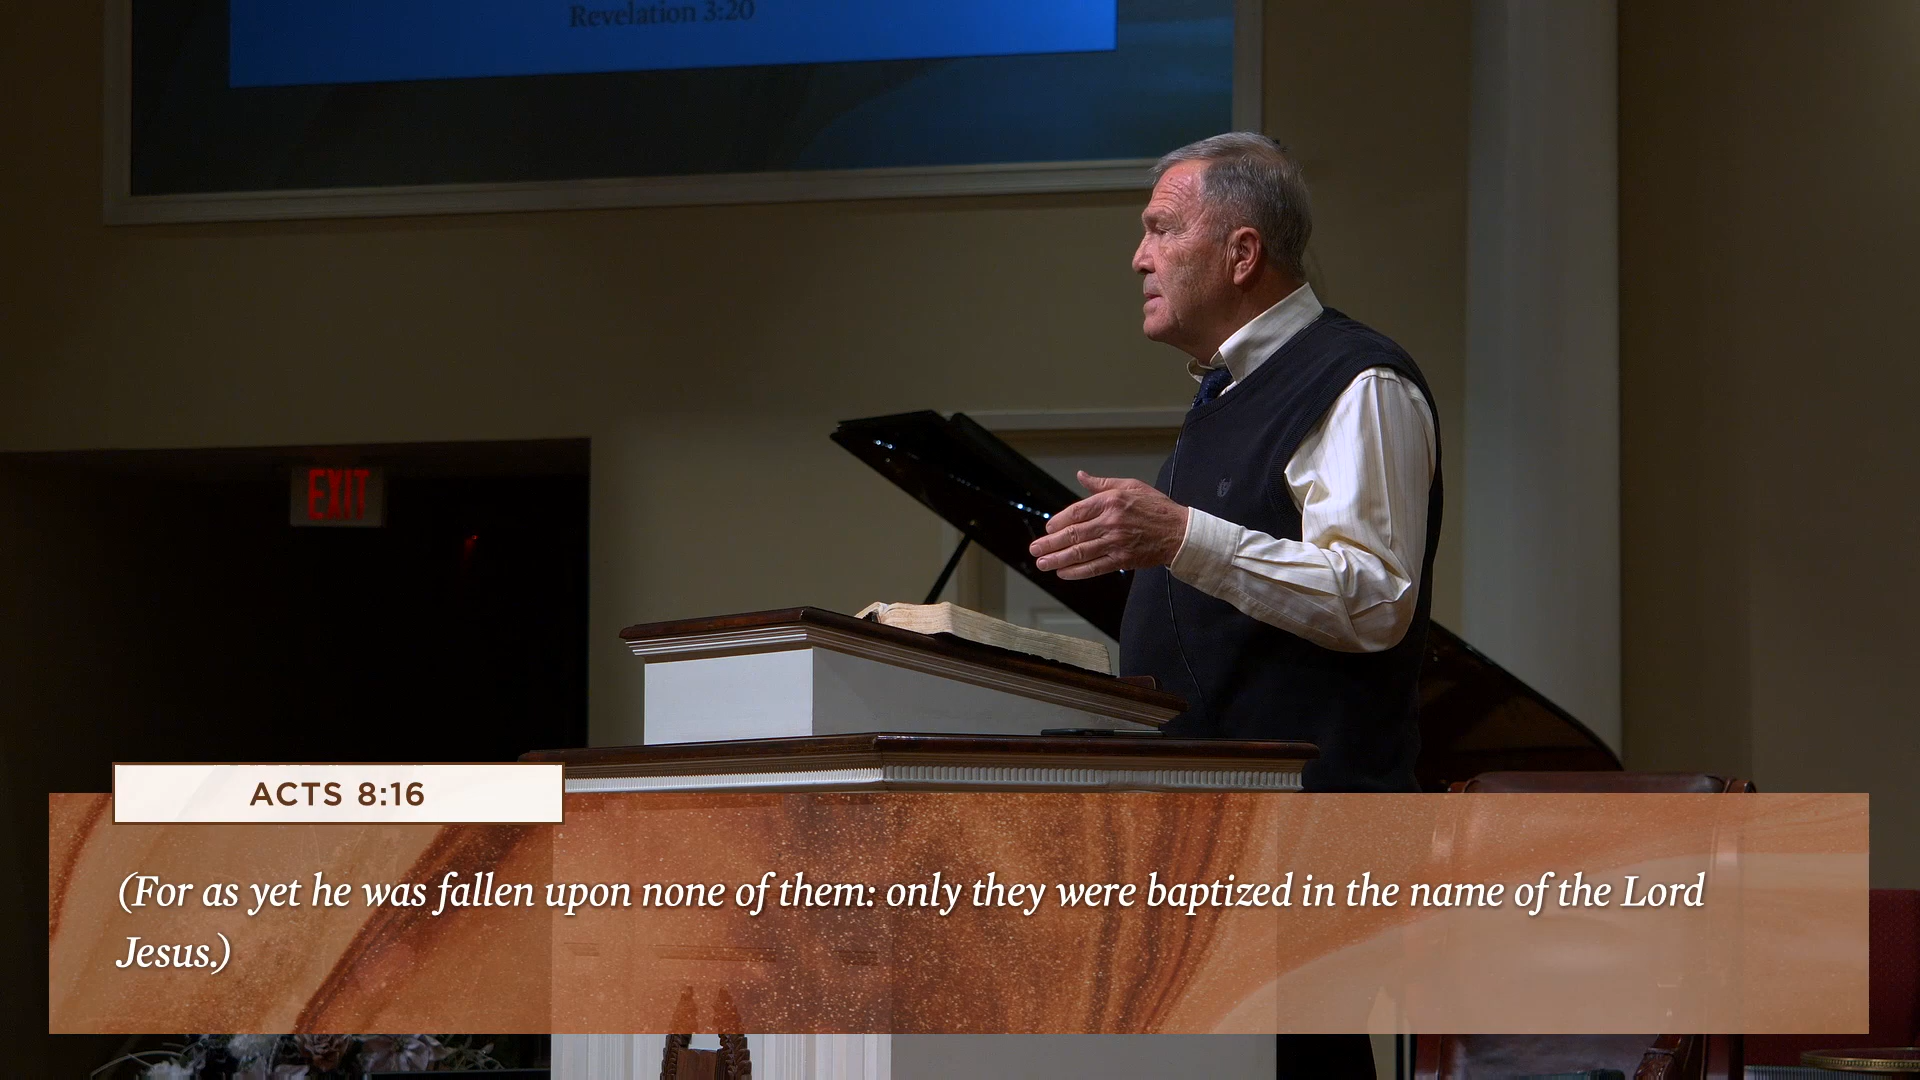 Revelation 3:20
EXIT
ACTS 8:16
(For as yet he was fallen upon none of them: only they were baptized in the name of the Lord
Jesus.)